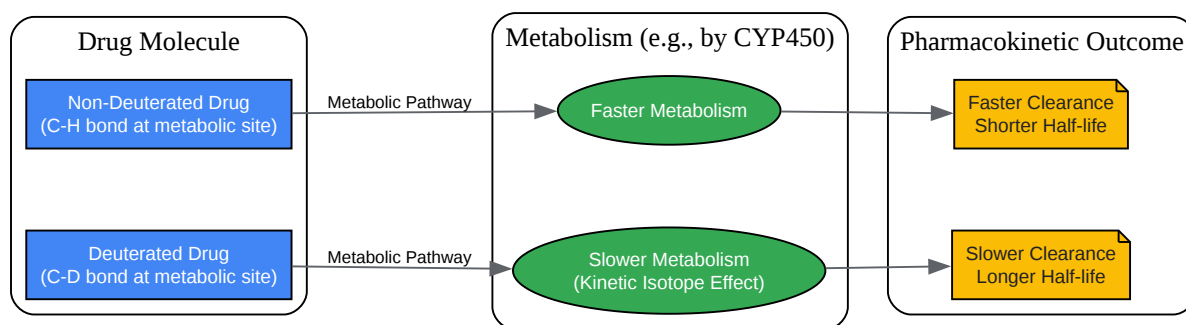 Drug Molecule
Metabolism (e.g., by CYP450)
Pharmacokinetic Outcome
Non-Deuterated Drug
(C-H bond at metabolic site)
Metabolic Pathway
Faster Metabolism
Faster Clearance
Shorter Half-life
Deuterated Drug
(C-D bond at metabolic site)
Metabolic Pathway
Slower Metabolism
(Kinetic Isotope Effect)
Slower Clearance
Longer Half-life